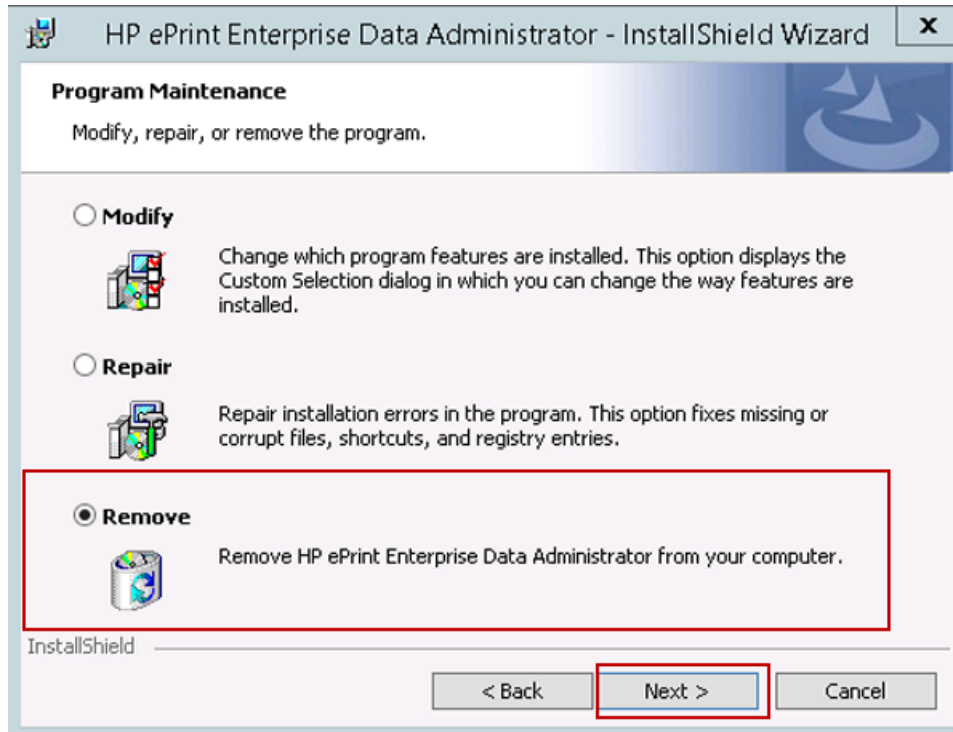 HP ePrint Enterprise Data Administrator - InstallShield Wizard
x
Program Maintenance
Modify, repair, or remove the program.
Modify
Change which program features are installed. This option displays the
Custom Selection dialog in which you can change the way features are
installed.
Repair
Repair installation errors in the program. This option fixes missing or
corrupt files, shortcuts, and registry entries.
Remove
Remove HP ePrint Enterprise Data Administrator from your computer.
InstallShield
< Back
Next >
Cancel